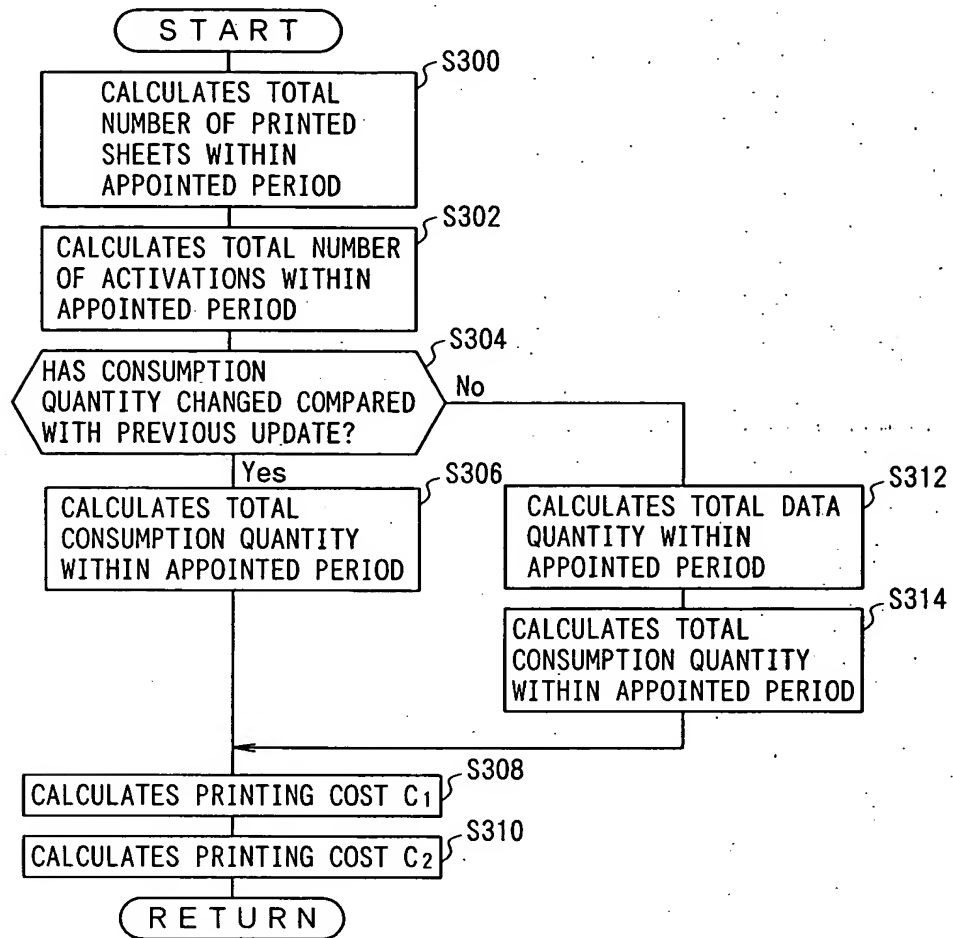 START
S300
CALCULATES TOTAL
NUMBER OF PRINTED
SHEETS WITHIN
APPOINTED PERIOD
S302
CALCULATES TOTAL NUMBER
OF ACTIVATIONS WITHIN
APPOINTED PERIOD
S304
HAS CONSUMPTION
QUANTITY CHANGED COMPARED
WITH PREVIOUS UPDATE?
No
Yes
S306
CALCULATES TOTAL
CONSUMPTION QUANTITY
WITHIN APPOINTED PERIOD
S312
CALCULATES TOTAL DATA
QUANTITY WITHIN
APPOINTED PERIOD
S314
CALCULATES TOTAL
CONSUMPTION QUANTITY
WITHIN APPOINTED PERIOD
S308
CALCULATES PRINTING COST C1
S310
CALCULATES PRINTING COST C2
RETURN